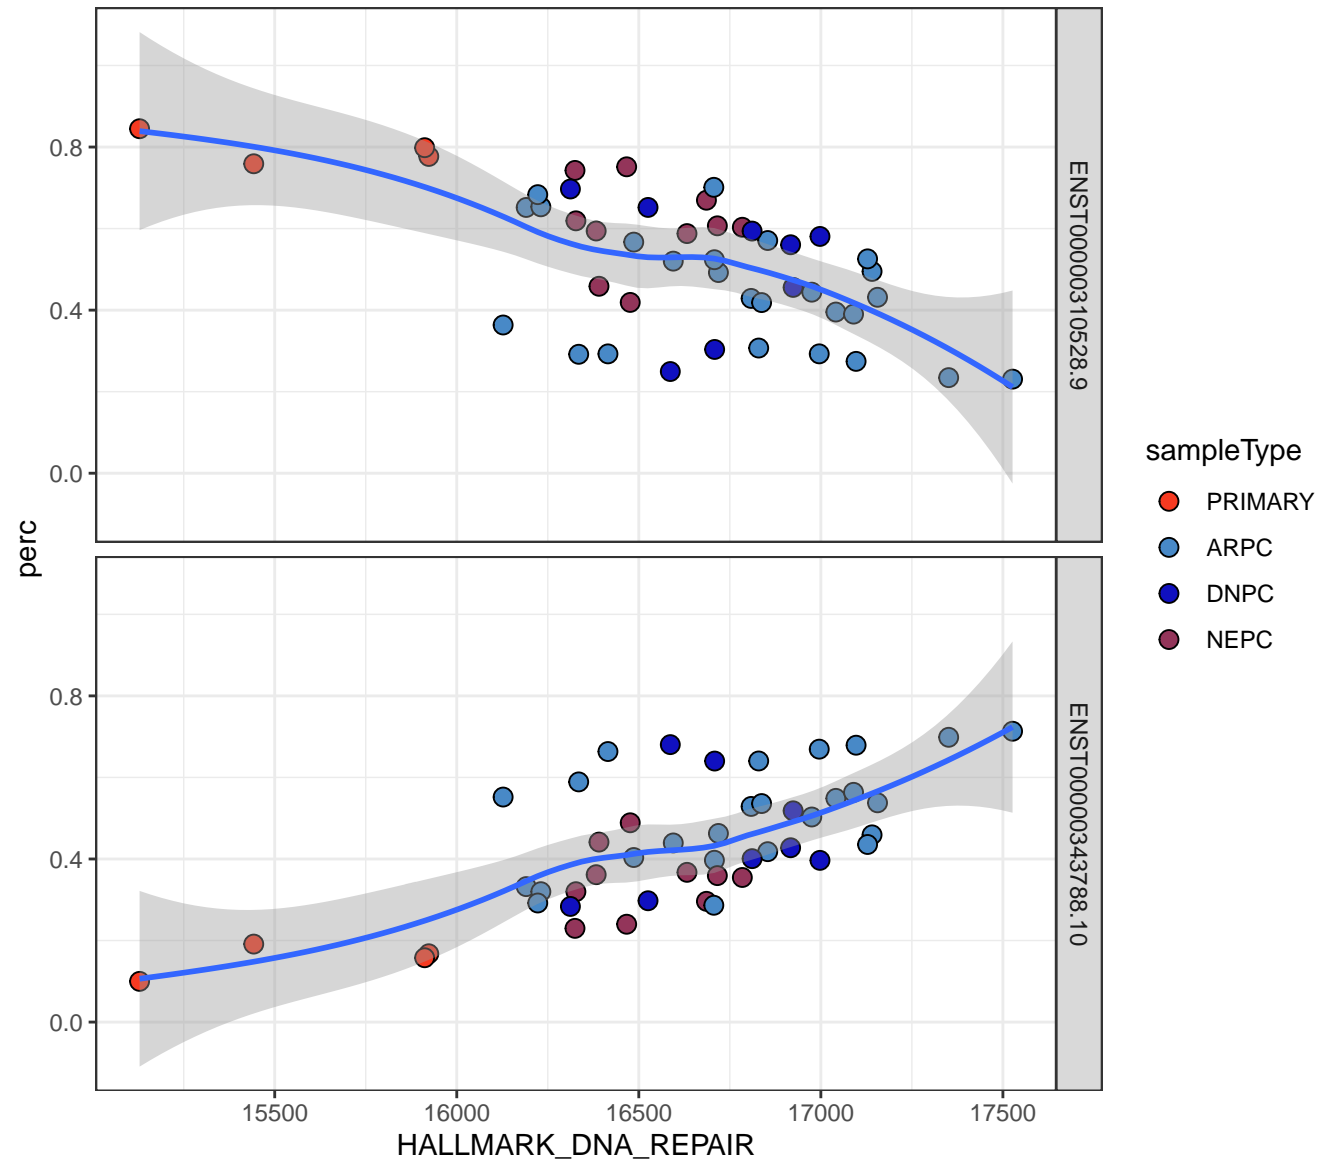 perc
0.8
0.4
0.0
ENST00000310528.9
0.8
0.4
0.0
ENST00000343788.10
15500
16000
16500
17000
17500
HALLMARK_DNA_REPAIR
sampleType
PRIMARY
ARPC
DNPC
NEPC